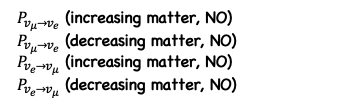 P_{ν_μ→ν_e} (increasing matter, NO)
P_{ν_μ→ν_e} (decreasing matter, NO)
P_{ν_e→ν_μ} (increasing matter, NO)
P_{ν_e→ν_μ} (decreasing matter, NO)